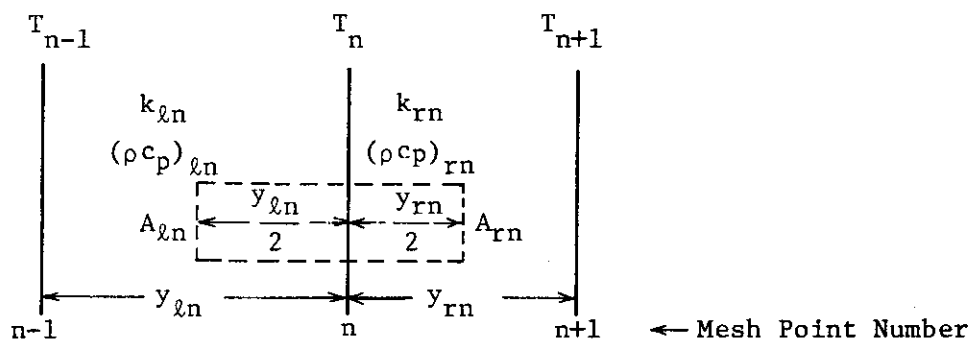 T_{n-1} T_n T_{n+1}
k_{ℓn} k_{rn}
(ρc_p)_{ℓn} (ρc_p)_{rn}
A_{ℓn} y_{ℓn}/2 y_{rn}/2 A_{rn}
y_{ℓn} y_{rn}
n-1 n n+1 ← Mesh Point Number